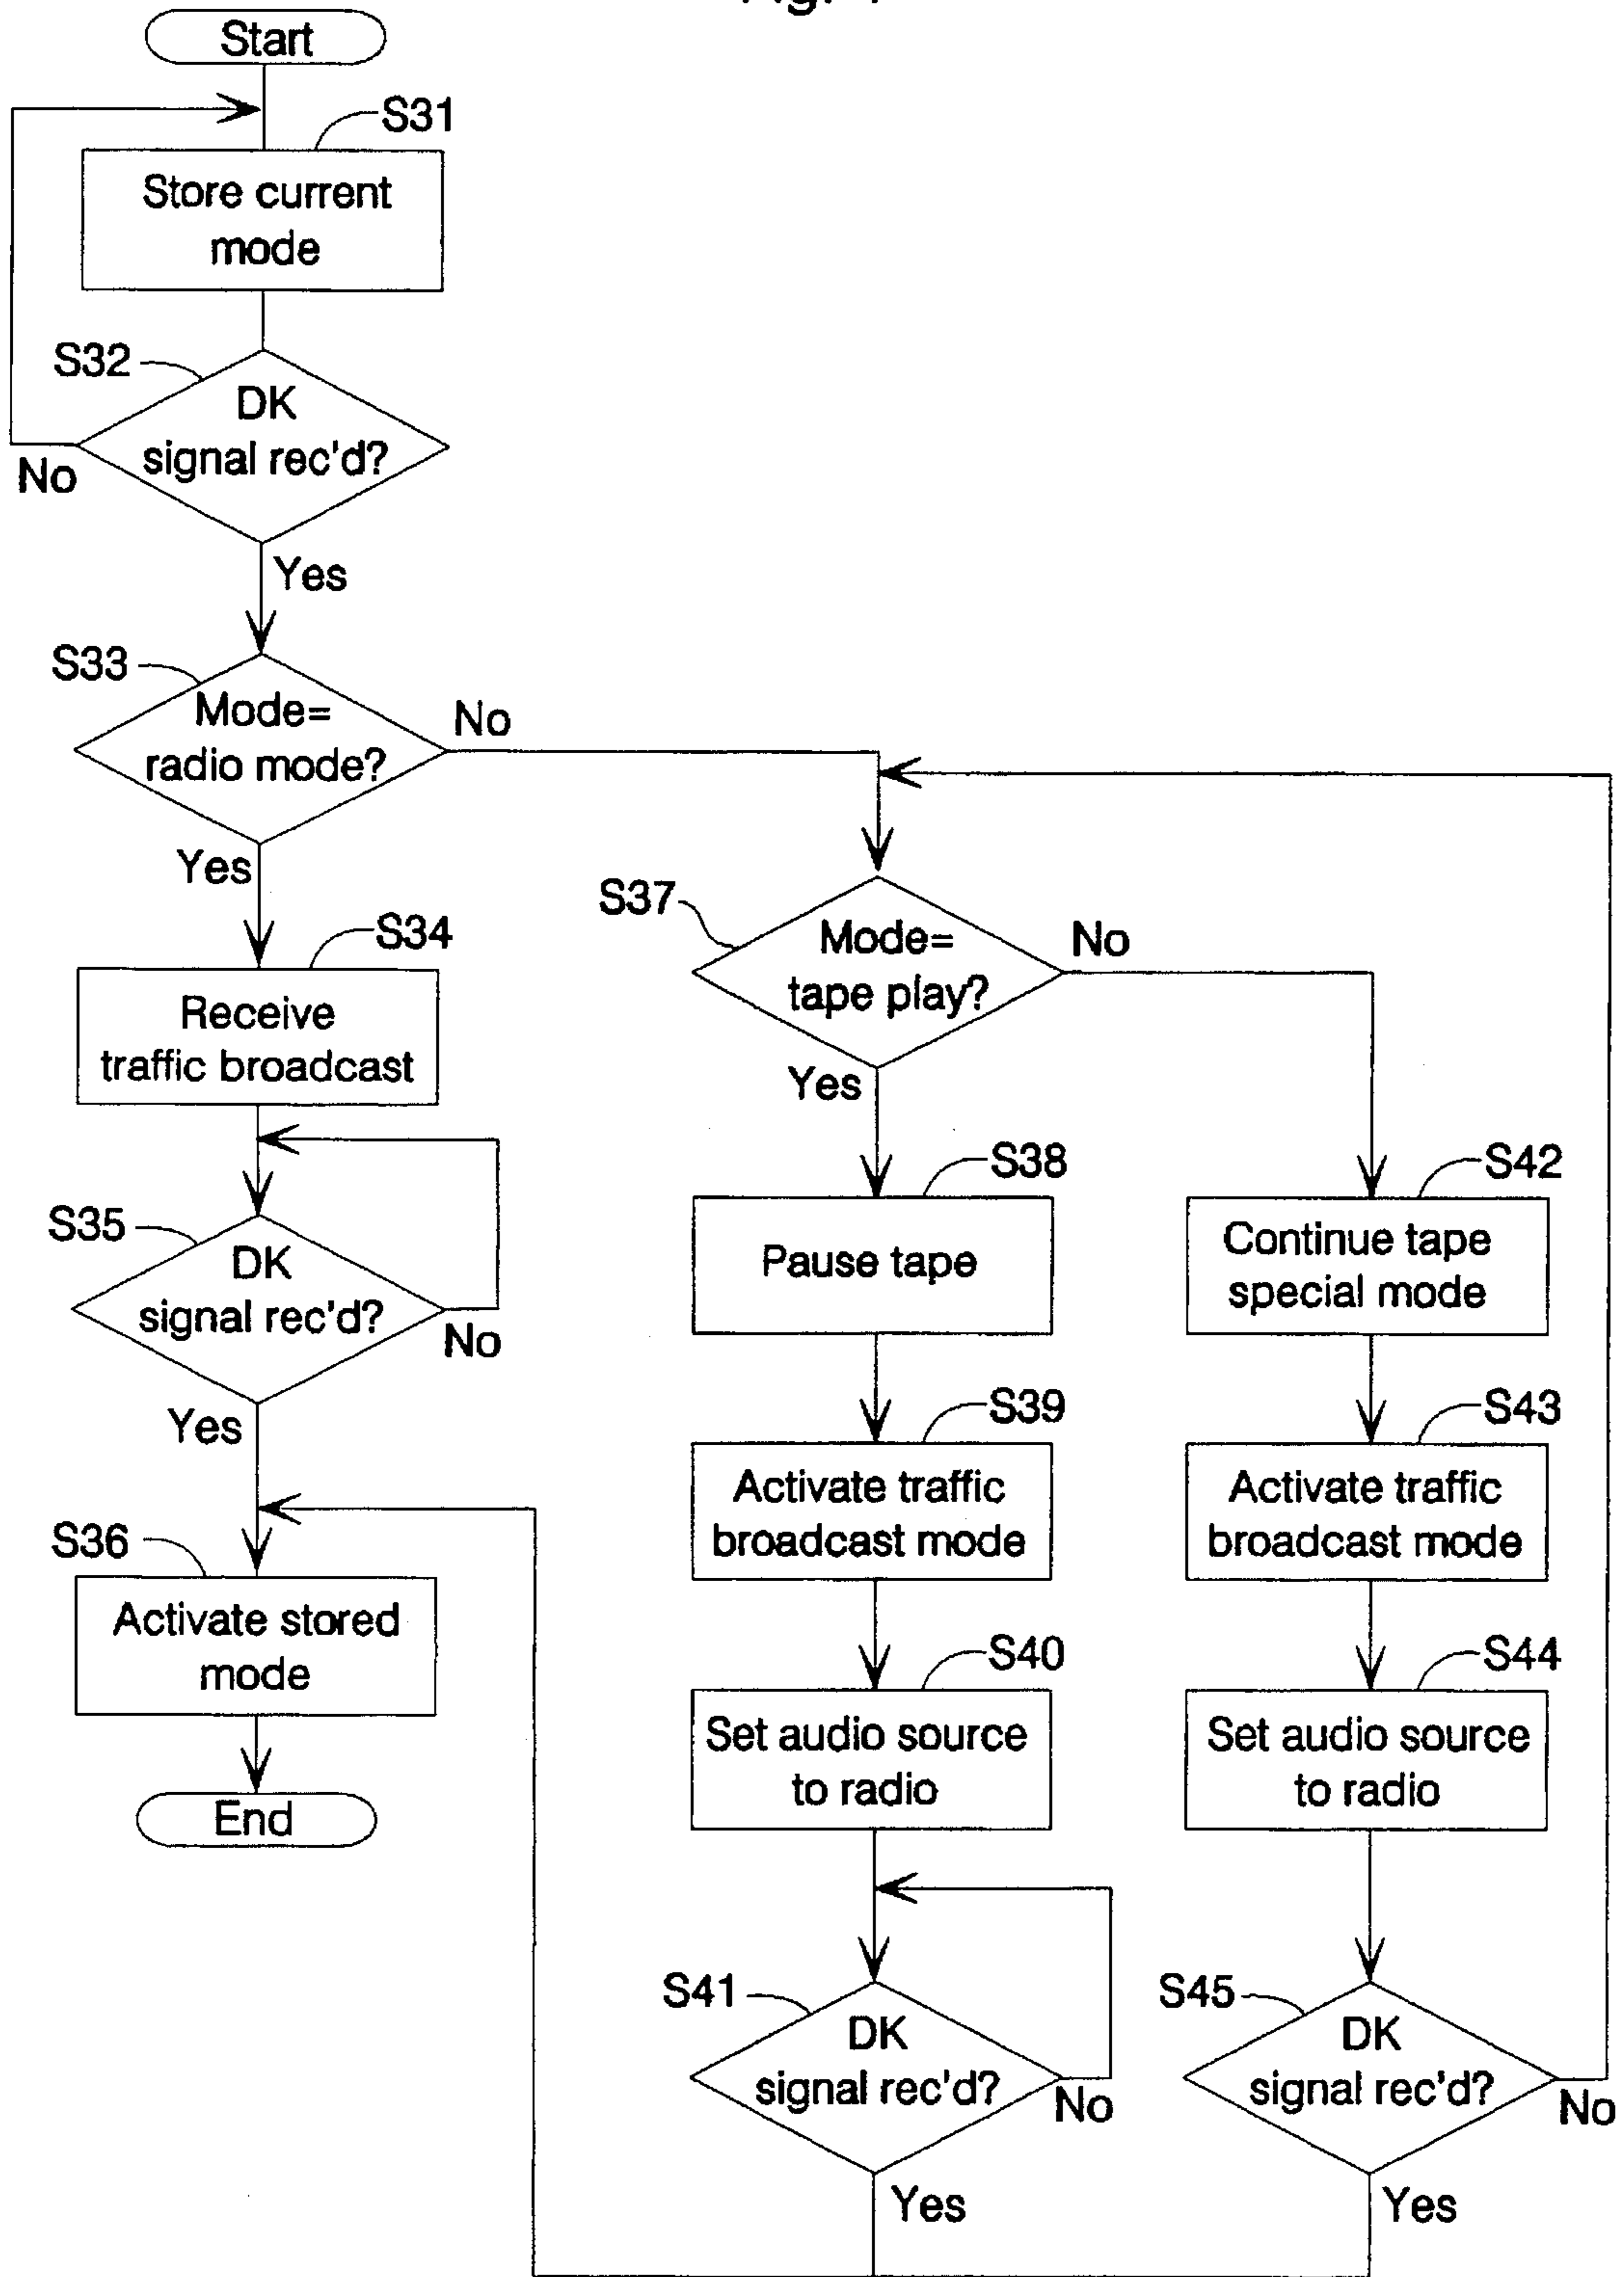 Start
S31
Store current
mode
S32
DK
signal rec'd?
No
Yes
S33
Mode=
radio mode?
No
Yes
S34
Receive
traffic broadcast
S35
DK
signal rec'd?
No
Yes
S36
Activate stored
mode
End
S37
Mode=
tape play?
No
Yes
S38
Pause tape
S39
Activate traffic
broadcast mode
S40
Set audio source
to radio
S41
DK
signal rec'd?
No
Yes
S42
Continue tape
special mode
S43
Activate traffic
broadcast mode
S44
Set audio source
to radio
S45
DK
signal rec'd?
No
Yes